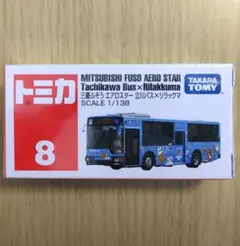 トミカ
MITSUBISHI FUSO AERO STAR
Tachikawa Bus×Rilakkuma
三菱ふそう エアロスター 立川バス×リラックマ
SCALE 1/138
TAKARA
TOMY
8